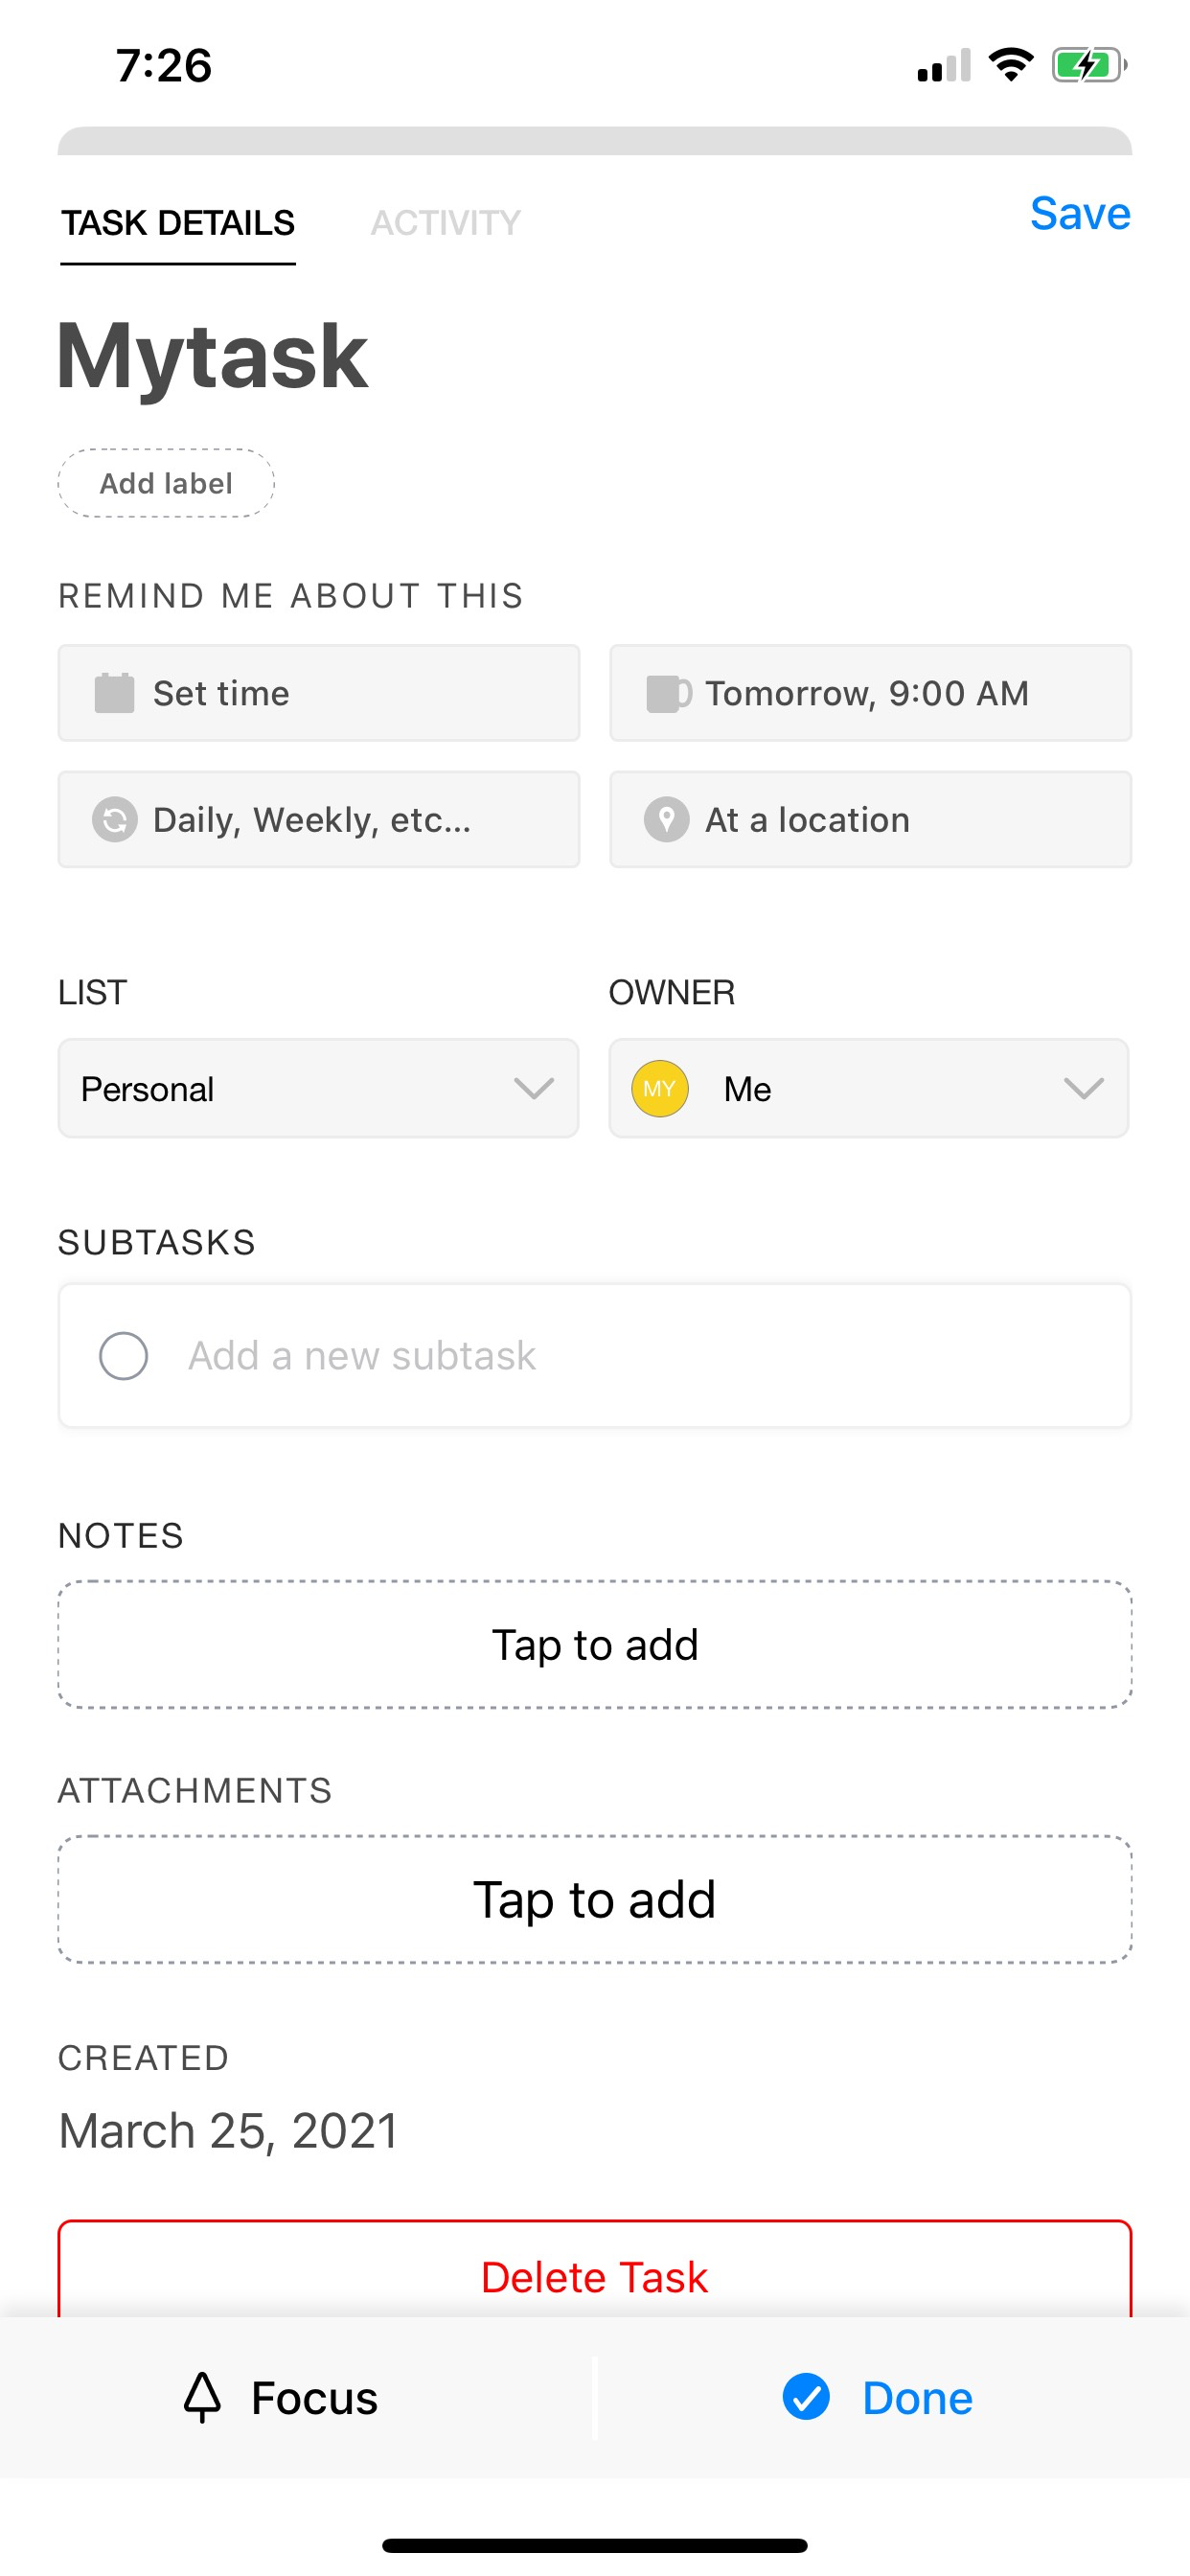 7:26
TASK DETAILS
ACTIVITY
Save
Mytask
Add label
REMIND ME ABOUT THIS
Set time
Tomorrow, 9:00 AM
Daily, Weekly, etc...
At a location
LIST
OWNER
Personal
MY
Me
SUBTASKS
Add a new subtask
NOTES
Tap to add
ATTACHMENTS
Tap to add
CREATED
March 25, 2021
Delete Task
Focus
Done